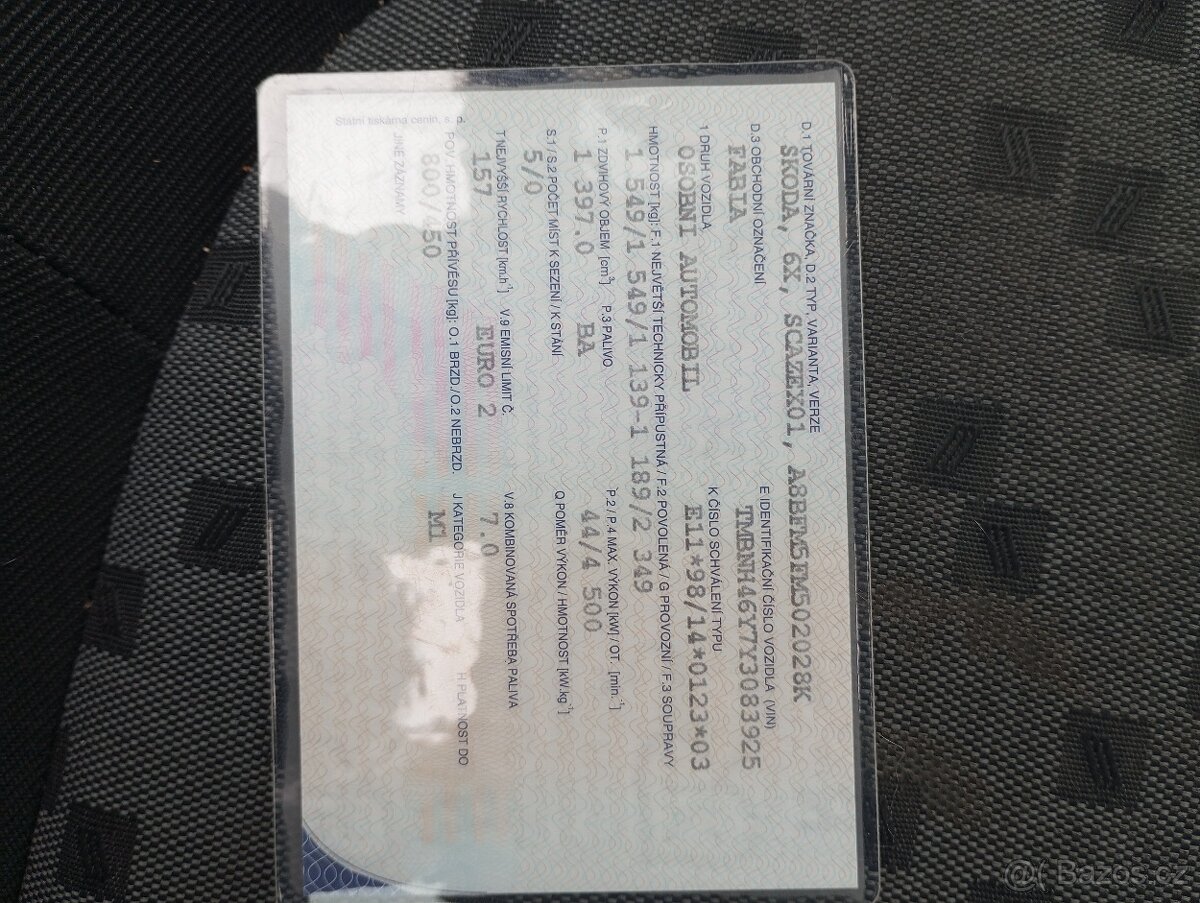 D.1 TOVÁRNÍ ZNAČKA, D.2 TYP, VARIANTA, VERZE
SKODA, 6X, SCAZEX01, A8BFM5FM502028K
D.3 OBCHODNÍ OZNAČENÍ E IDENTIFIKAČNÍ ČÍSLO VOZIDLA (VIN)
FABIA TMBNH46Y7Y3083925
1 DRUH VOZIDLA K ČÍSLO SCHVÁLENÍ TYPU
OSOBNI AUTOMOBIL E11*98/14*0123*03
HMOTNOST [kg]: F.1 NEJVĚTŠÍ TECHNICKY PŘÍPUSTNÁ / F.2 POVOLENÁ / G PROVOZNÍ / F.3 SOUPRAVY
1 549/1 549/1 139-1 189/2 349
P.1 ZDVIHOVÝ OBJEM [cm³] P.3 PALIVO P.2 / P.4 MAX. VÝKON [kW] / OT. [min.⁻¹]
1 397.0 BA 44/4 500
S.1 / S.2 POČET MÍST K SEZENÍ / K STÁNÍ Q POMĚR VÝKON / HMOTNOST [kW.kg⁻¹]
5/0
T NEJVYŠŠÍ RYCHLOST [km.h⁻¹] V.9 EMISNÍ LIMIT Č. V.8 KOMBINOVANÁ SPOTŘEBA PALIVA
157 EURO 2 7.0
POV. HMOTNOST PŘÍVĚSU [kg]: O.1 BRZD./O.2 NEBRZD. J KATEGORIE VOZIDLA H PLATNOST DO
800/450 M1
JINÉ ZÁZNAMY
Státní tiskárna cenin, s. p.
Bazos.cz